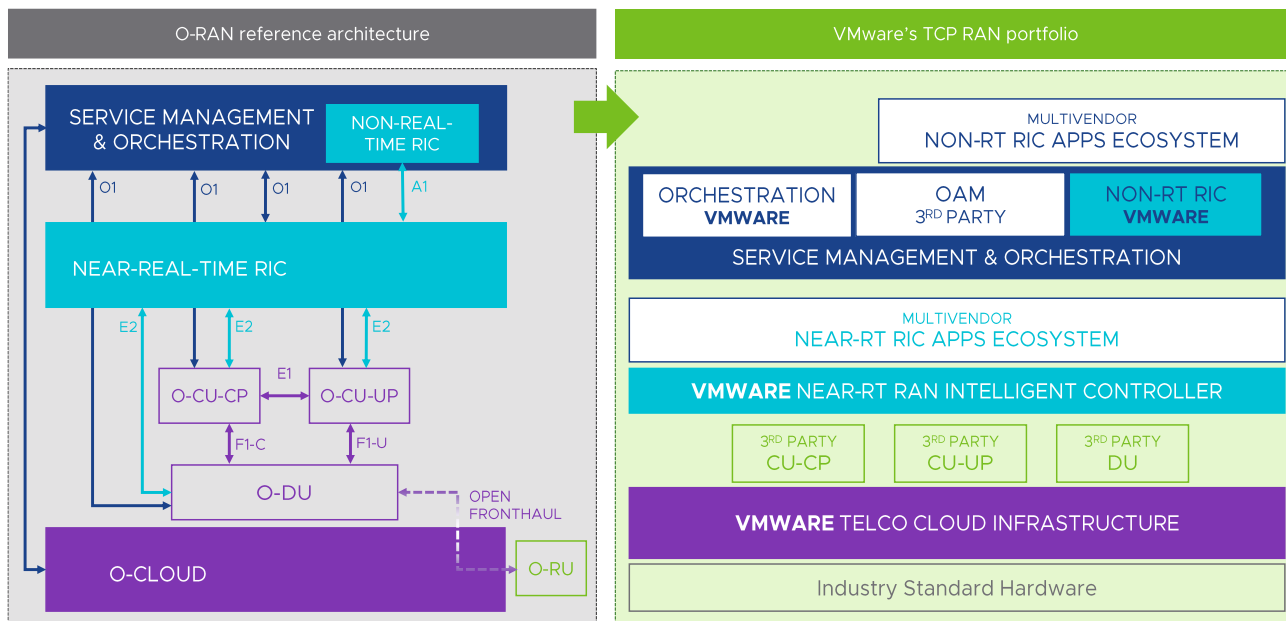 O-RAN reference architecture
SERVICE MANAGEMENT
& ORCHESTRATION
NON-REAL-
TIME RIC
O1
O1
O1
O1
A1
NEAR-REAL-TIME RIC
E2
E2
E2
E1
O-CU-CP
O-CU-UP
F1-C
F1-U
O-DU
OPEN
FRONTHAUL
O-CLOUD
O-RU
VMware's TCP RAN portfolio
MULTIVENDOR
NON-RT RIC APPS ECOSYSTEM
ORCHESTRATION
VMWARE
OAM
3RD PARTY
NON-RT RIC
VMWARE
SERVICE MANAGEMENT & ORCHESTRATION
MULTIVENDOR
NEAR-RT RIC APPS ECOSYSTEM
VMWARE NEAR-RT RAN INTELLIGENT CONTROLLER
3RD PARTY
CU-CP
3RD PARTY
CU-UP
3RD PARTY
DU
VMWARE TELCO CLOUD INFRASTRUCTURE
Industry Standard Hardware